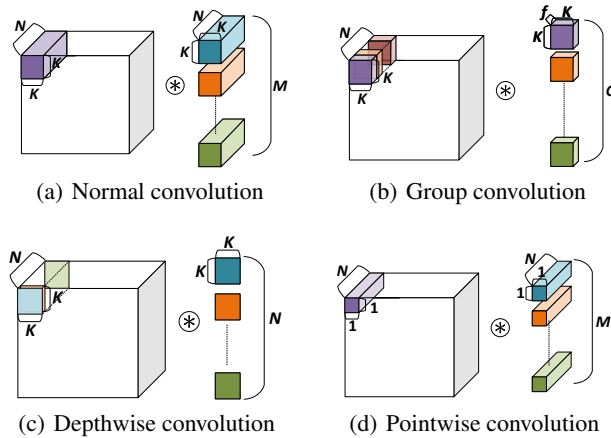 N
K
K
K
N
K
K
M
(a) Normal convolution
N
K
K
f
K
K
(b) Group convolution
N
K
K
K
K
N
(c) Depthwise convolution
N
1
1
N
1
1
M
(d) Pointwise convolution